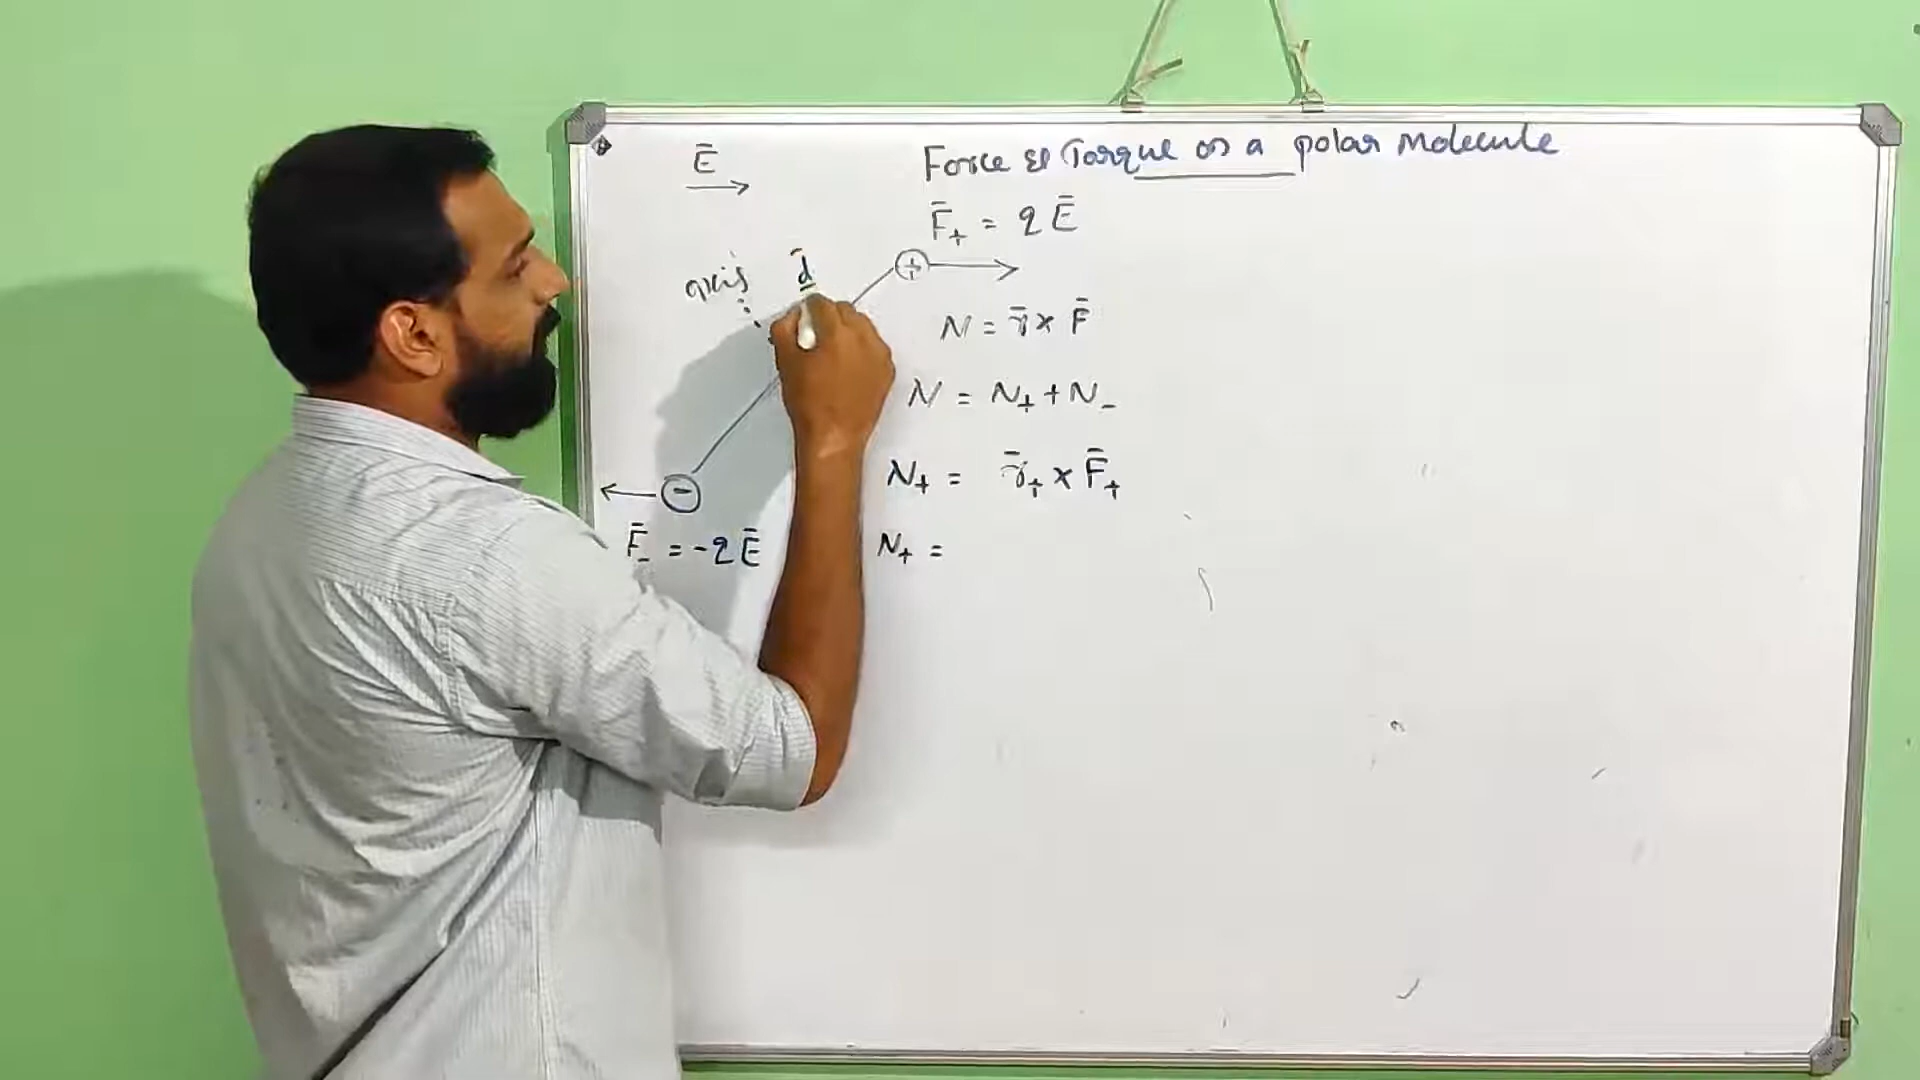 Force & Torque on a polar Molecule
Ē
F̄₊ = qĒ
axis
d̄
+
N = r̄ × F̄
N = N₊ + N₋
N₊ = r̄₊ × F̄₊
−
F̄₋ = -qĒ
N₊ =